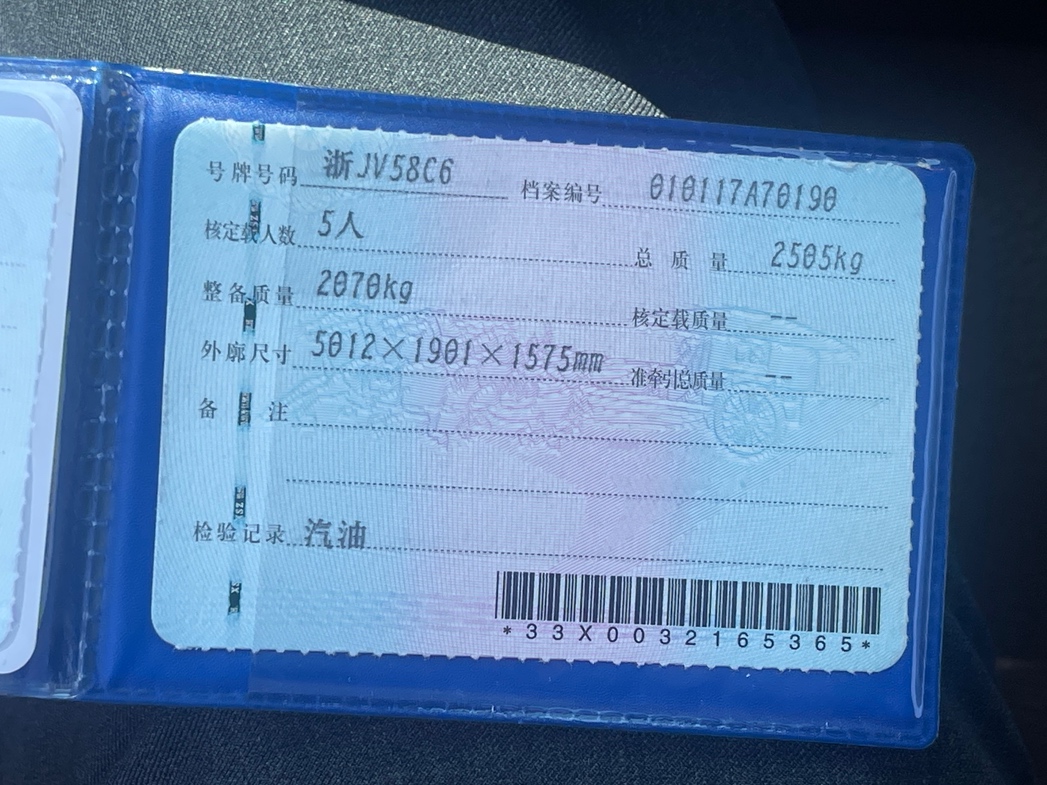 号牌号码 浙JV58C6 档案编号 010117A70190
核定载人数 5人 总质量 2505kg
整备质量 2070kg 核定载质量 --
外廓尺寸 5012×1901×1575mm 准牵引总质量 --
备注
检验记录 汽油
*33X0032165365*